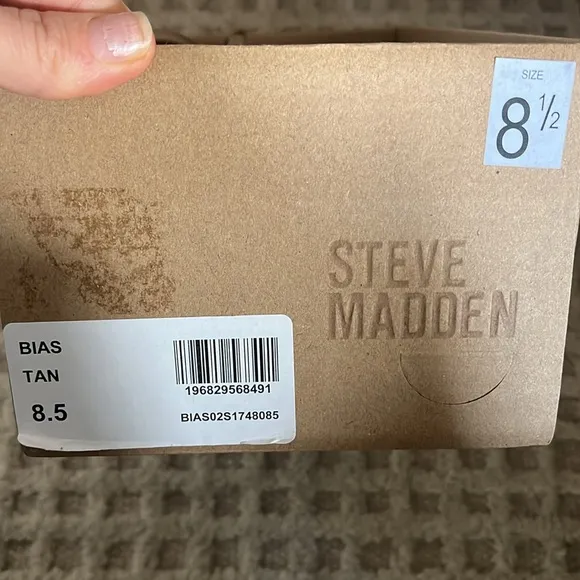 SIZE
8 1/2
STEVE
MADDEN
BIAS
TAN
8.5
196829568491
BIAS02S1748085